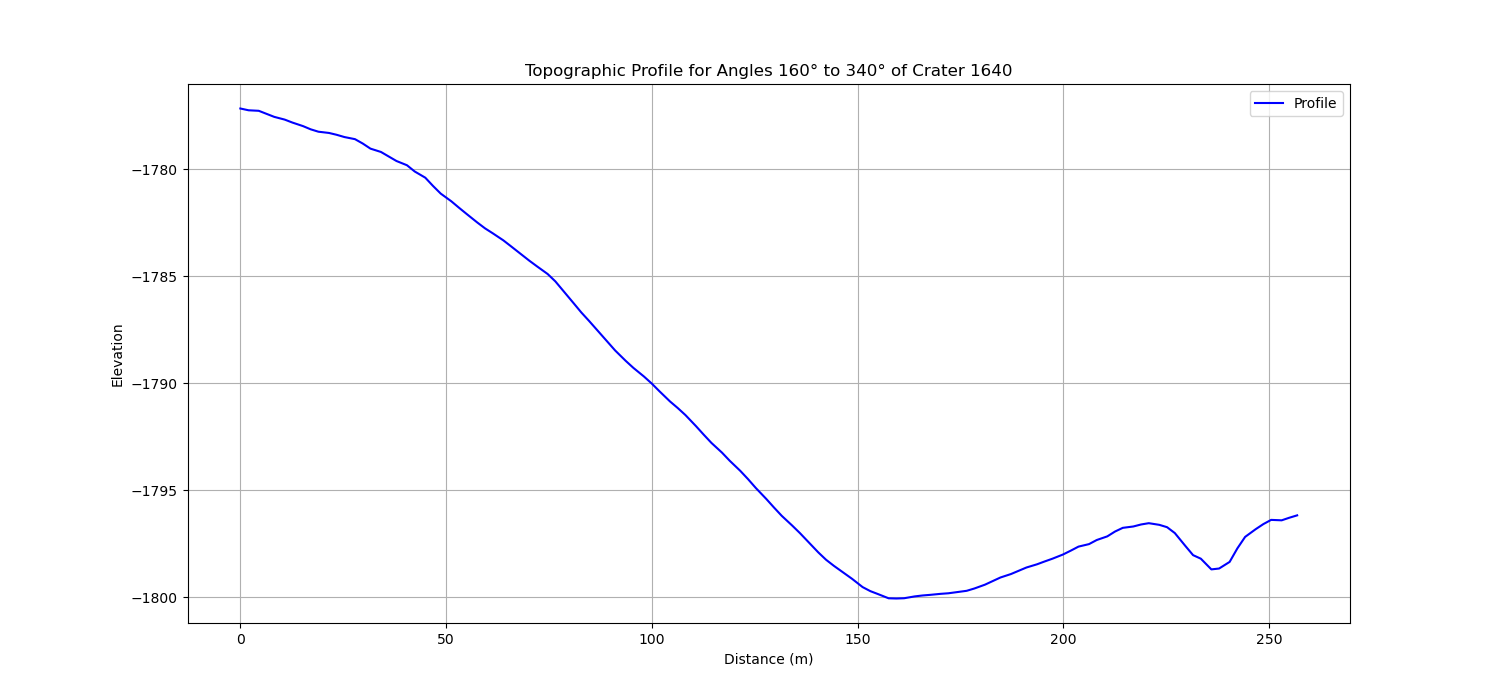 Topographic Profile for Angles 160° to 340° of Crater 1640
Profile
Elevation
−1780
−1785
−1790
−1795
−1800
0 50 100 150 200 250
Distance (m)